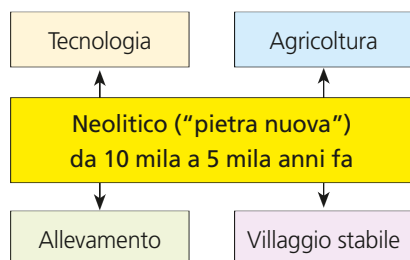 Tecnologia
Agricoltura
Neolitico (“pietra nuova”)
da 10 mila a 5 mila anni fa
Allevamento
Villaggio stabile